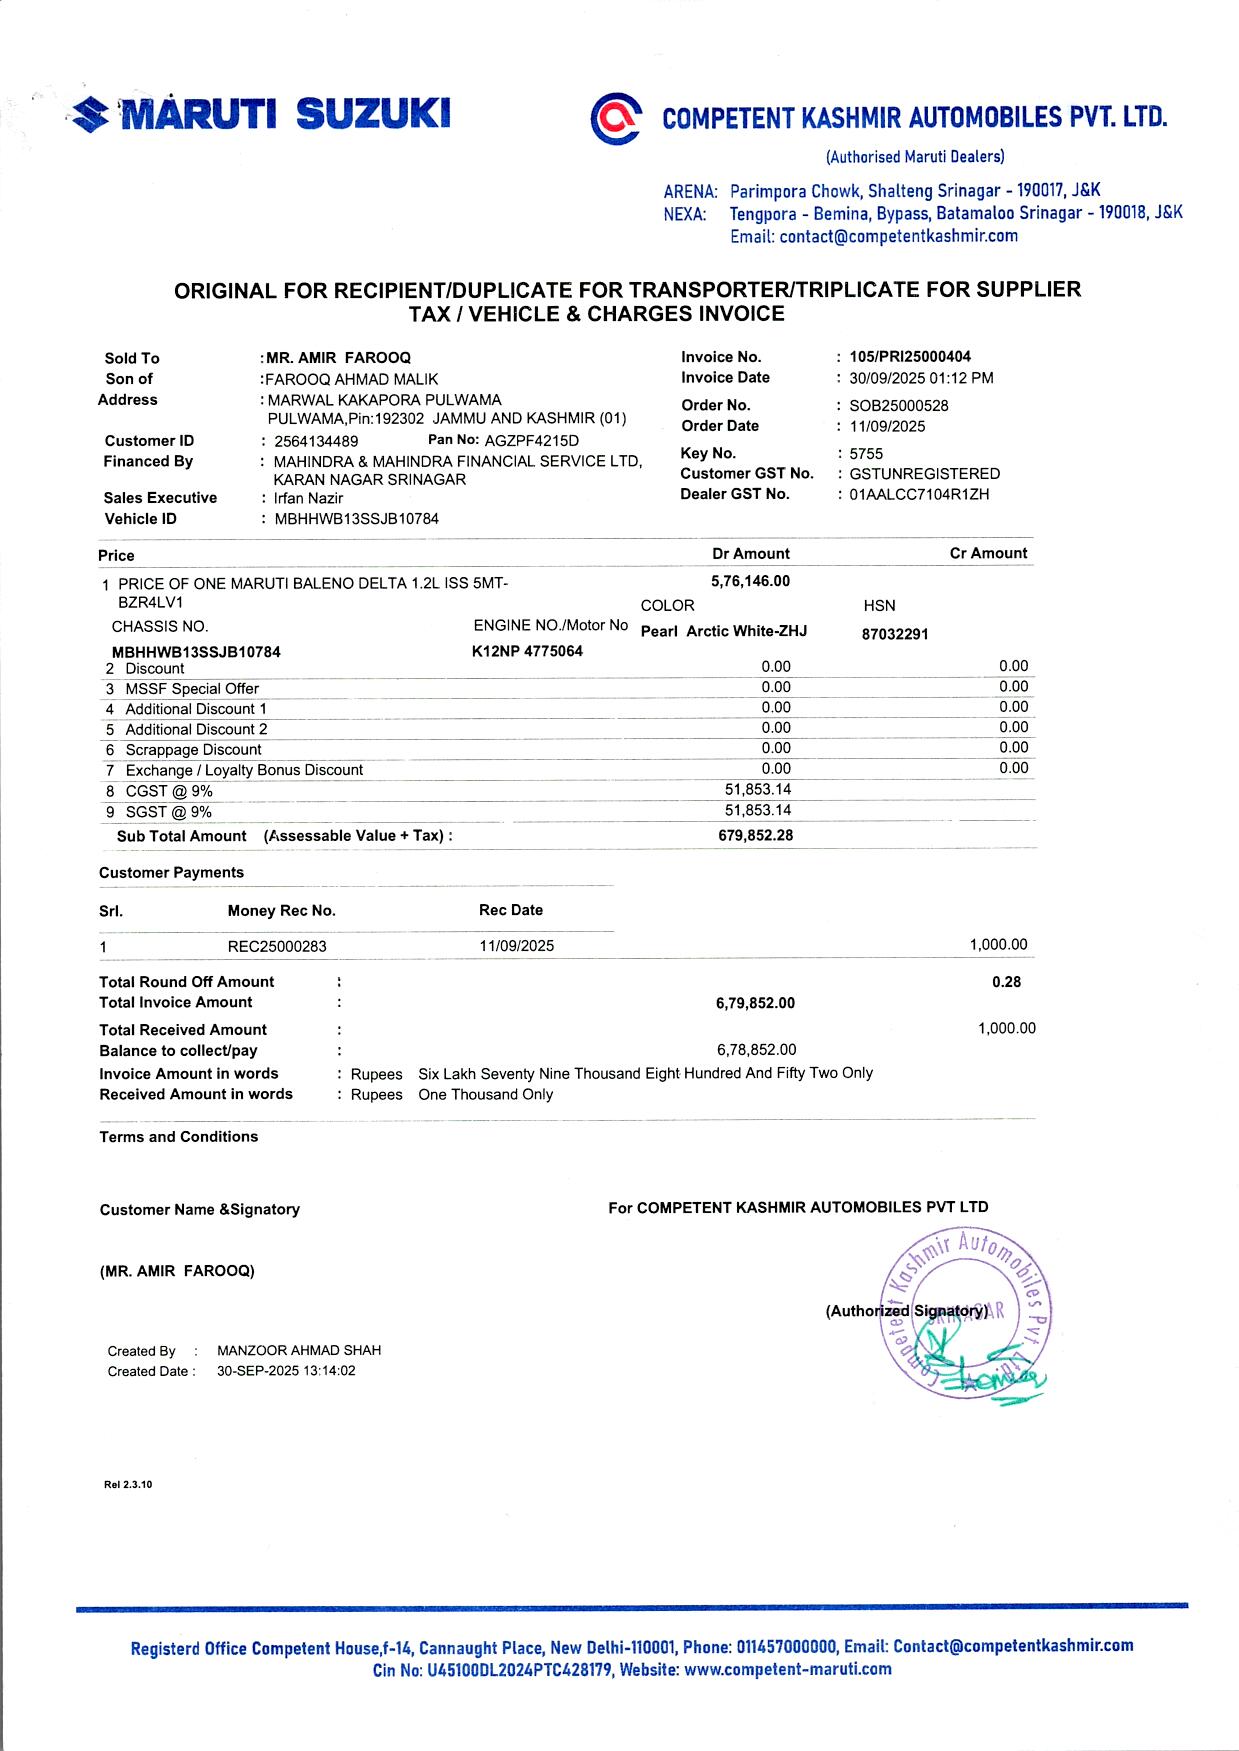 MARUTI SUZUKI
COMPETENT KASHMIR AUTOMOBILES PVT. LTD.
(Authorised Maruti Dealers)
ARENA: Parimpora Chowk, Shalteng Srinagar - 190017, J&K
NEXA: Tengpora - Bemina, Bypass, Batamaloo Srinagar - 190018, J&K
Email: contact@competentkashmir.com
ORIGINAL FOR RECIPIENT/DUPLICATE FOR TRANSPORTER/TRIPLICATE FOR SUPPLIER
TAX / VEHICLE & CHARGES INVOICE
Sold To :MR. AMIR FAROOQ
Son of :FAROOQ AHMAD MALIK
Address : MARWAL KAKAPORA PULWAMA
PULWAMA,Pin:192302 JAMMU AND KASHMIR (01)
Customer ID : 2564134489 Pan No: AGZPF4215D
Financed By : MAHINDRA & MAHINDRA FINANCIAL SERVICE LTD,
KARAN NAGAR SRINAGAR
Sales Executive : Irfan Nazir
Vehicle ID : MBHHWB13SSJB10784
Invoice No. : 105/PRI25000404
Invoice Date : 30/09/2025 01:12 PM
Order No. : SOB25000528
Order Date : 11/09/2025
Key No. : 5755
Customer GST No. : GSTUNREGISTERED
Dealer GST No. : 01AALCC7104R1ZH
Price Dr Amount Cr Amount
1 PRICE OF ONE MARUTI BALENO DELTA 1.2L ISS 5MT- 5,76,146.00
BZR4LV1
COLOR HSN
CHASSIS NO. ENGINE NO./Motor No
Pearl Arctic White-ZHJ 87032291
MBHHWB13SSJB10784 K12NP 4775064
2 Discount 0.00 0.00
3 MSSF Special Offer 0.00 0.00
4 Additional Discount 1 0.00 0.00
5 Additional Discount 2 0.00 0.00
6 Scrappage Discount 0.00 0.00
7 Exchange / Loyalty Bonus Discount 0.00 0.00
8 CGST @ 9% 51,853.14
9 SGST @ 9% 51,853.14
Sub Total Amount (Assessable Value + Tax) : 679,852.28
Customer Payments
Srl. Money Rec No. Rec Date
1 REC25000283 11/09/2025 1,000.00
Total Round Off Amount : 0.28
Total Invoice Amount : 6,79,852.00
Total Received Amount : 1,000.00
Balance to collect/pay : 6,78,852.00
Invoice Amount in words : Rupees Six Lakh Seventy Nine Thousand Eight Hundred And Fifty Two Only
Received Amount in words : Rupees One Thousand Only
Terms and Conditions
Customer Name &Signatory
For COMPETENT KASHMIR AUTOMOBILES PVT LTD
(MR. AMIR FAROOQ)
Competent Kashmir Automobiles Pvt. Ltd.
SRINAGAR
(Authorized Signatory)
Created By : MANZOOR AHMAD SHAH
Created Date : 30-SEP-2025 13:14:02
Rel 2.3.10
Registerd Office Competent House,f-14, Cannaught Place, New Delhi-110001, Phone: 011457000000, Email: Contact@competentkashmir.com
Cin No: U45100DL2024PTC428179, Website: www.competent-maruti.com